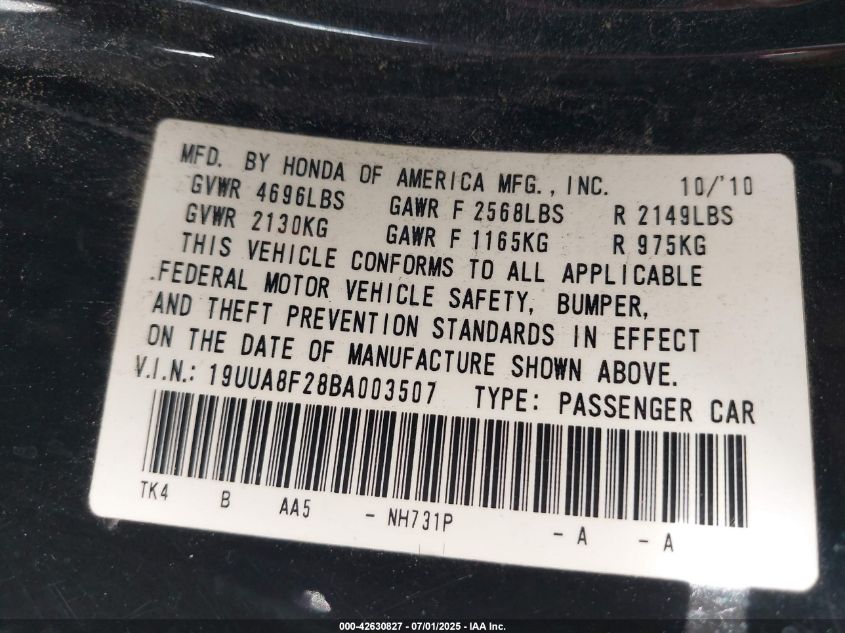 MFD. BY HONDA OF AMERICA MFG., INC. 10/'10
GVWR 4696LBS GAWR F 2568LBS R 2149LBS
GVWR 2130KG GAWR F 1165KG R 975KG
THIS VEHICLE CONFORMS TO ALL APPLICABLE
FEDERAL MOTOR VEHICLE SAFETY, BUMPER,
AND THEFT PREVENTION STANDARDS IN EFFECT
ON THE DATE OF MANUFACTURE SHOWN ABOVE.
V.I.N.: 19UUA8F28BA003507 TYPE: PASSENGER CAR
TK4 B AA5 - NH731P - A - A
000-42630827 - 07/01/2025 - IAA Inc.